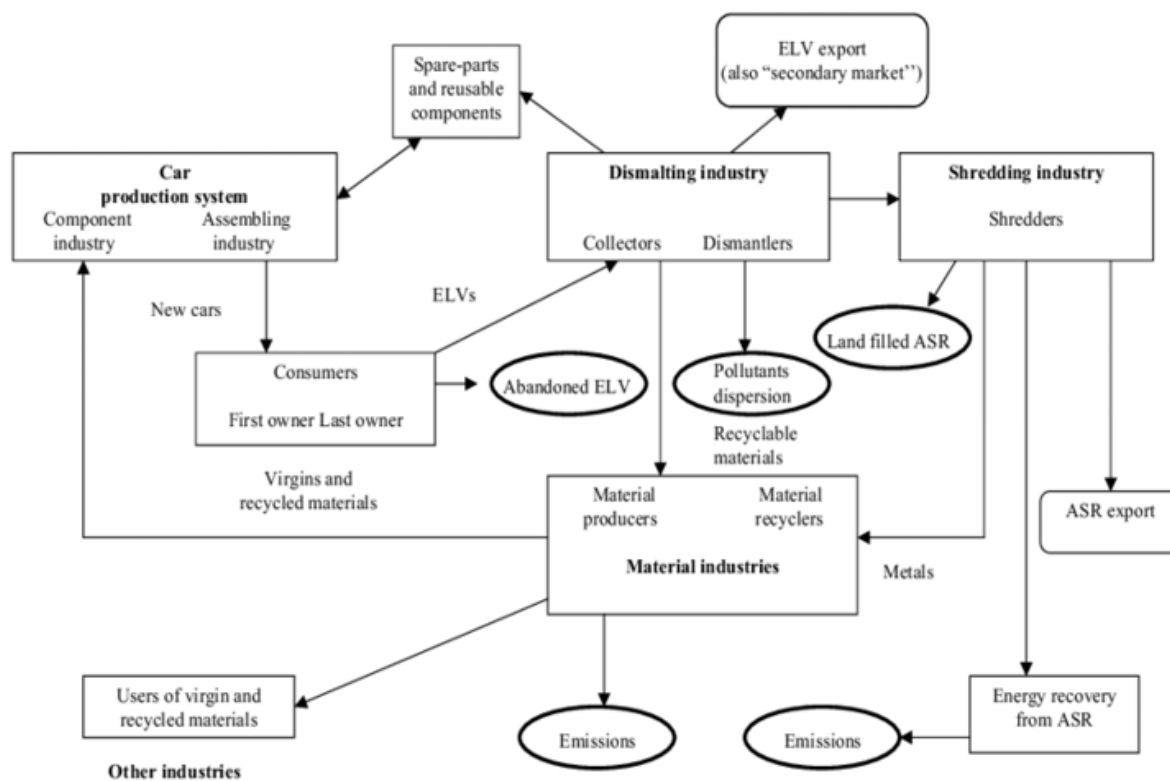 ELV export
(also “secondary market’’)
Spare-parts
and reusable
components
Car
production system
Component
industry
Assembling
industry
Dismalting industry
Collectors
Dismantlers
Shredding industry
Shredders
New cars
ELVs
Land filled ASR
Consumers
First owner Last owner
Abandoned ELV
Pollutants
dispersion
Recyclable
materials
Virgins and
recycled materials
Material
producers
Material
recyclers
Material industries
ASR export
Metals
Users of virgin and
recycled materials
Emissions
Emissions
Energy recovery
from ASR
Other industries